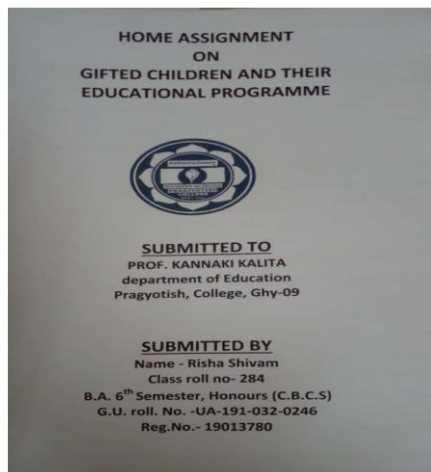 HOME ASSIGNMENT
ON
GIFTED CHILDREN AND THEIR
EDUCATIONAL PROGRAMME
PRAGJYOTISH
COLLEGE
SUBMITTED TO
PROF. KANNAKI KALITA
department of Education
Pragyotish, College, Ghy-09
SUBMITTED BY
Name - Risha Shivam
Class roll no- 284
B.A. 6th Semester, Honours (C.B.C.S)
G.U. roll. No. -UA-191-032-0246
Reg.No.- 19013780